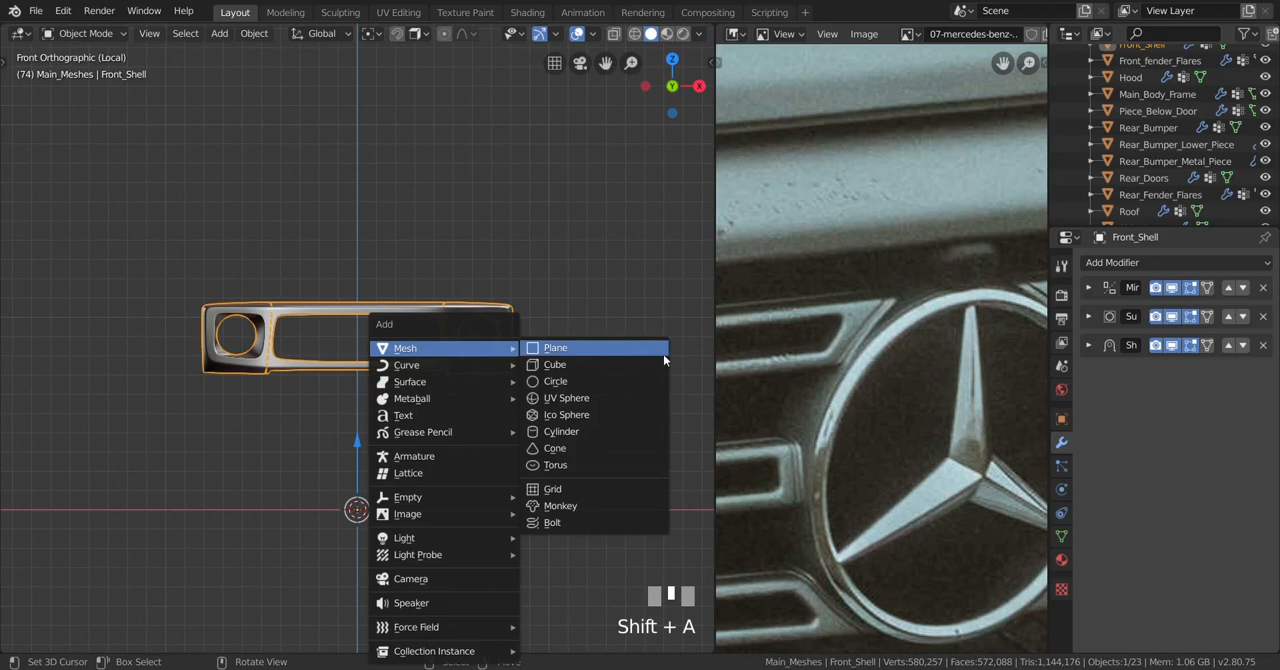 File Edit Render Window Help Layout Modeling Sculpting UV Editing Texture Paint Shading Animation Rendering Compositing Scripting + Scene View Layer
Object Mode View Select Add Object Global View View Image 07-mercedes-benz-..
Front Orthographic (Local)
(74) Main_Meshes | Front_Shell
Z
Y
X
Add
Mesh
Curve
Surface
Metaball
Text
Grease Pencil
Armature
Lattice
Empty
Image
Light
Light Probe
Camera
Speaker
Force Field
Collection Instance
Plane
Cube
Circle
UV Sphere
Ico Sphere
Cylinder
Cone
Torus
Grid
Monkey
Bolt
Shift + A
Front_Shell
Front_fender_Flares
Hood
Main_Body_Frame
Piece_Below_Door
Rear_Bumper
Rear_Bumper_Lower_Piece
Rear_Bumper_Metal_Piece
Rear_Doors
Rear_Fender_Flares
Roof
Front_Shell
Add Modifier
Mir
Su
Sh
Set 3D Cursor Box Select Rotate View Main_Meshes | Front_Shell | Verts:580,257 | Faces:572,088 | Tris:1,144,176 | Objects:1/23 | Mem: 1.06 GB | v2.80.75